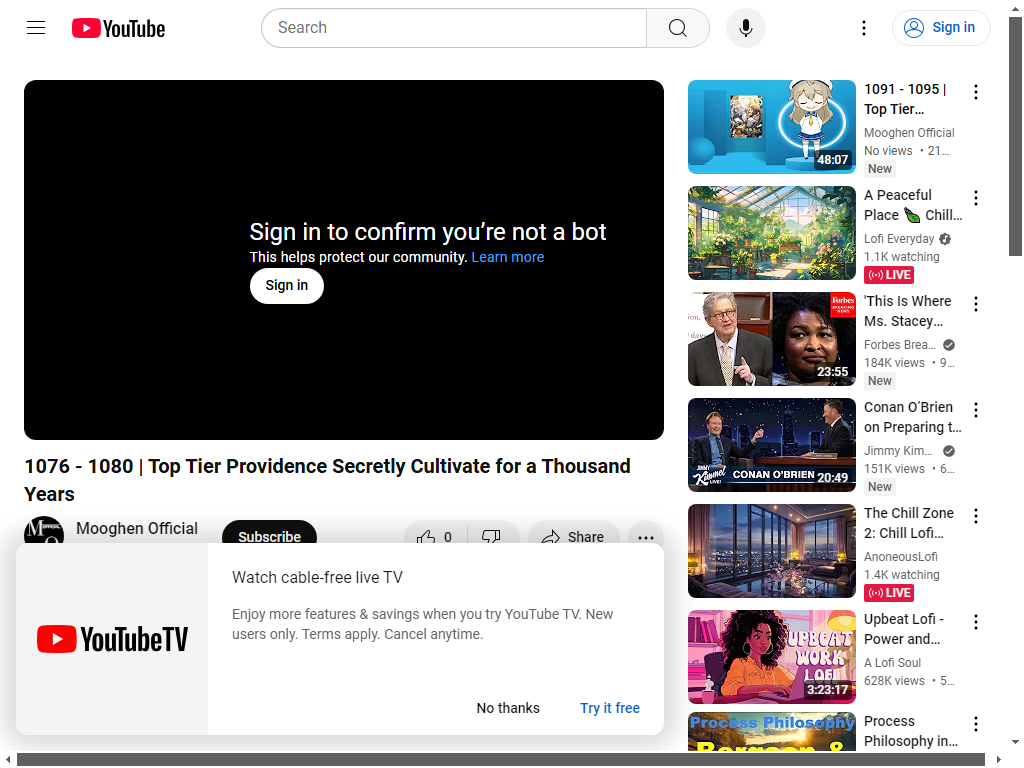 YouTube
Search
Sign in
Sign in to confirm you’re not a bot
This helps protect our community. Learn more
Sign in
1076 - 1080 | Top Tier Providence Secretly Cultivate for a Thousand
Years
Mooghen Official
Subscribe
0
Share
YouTubeTV
Watch cable-free live TV
Enjoy more features & savings when you try YouTube TV. New
users only. Terms apply. Cancel anytime.
No thanks
Try it free
48:07
1091 - 1095 |
Top Tier…
Mooghen Official
No views • 21…
New
A Peaceful
Place Chill…
Lofi Everyday
1.1K watching
LIVE
Forbes
BREAKING
NEWS
23:55
'This Is Where
Ms. Stacey…
Forbes Brea…
184K views • 9…
New
JIMMY
KIMMEL
LIVE!
CONAN O'BRIEN
20:49
Conan O’Brien
on Preparing t…
Jimmy Kim…
151K views • 6…
New
The Chill Zone
2: Chill Lofi…
AnoneousLofi
1.4K watching
LIVE
UPBEAT
WORK
LOFI
3:23:17
Upbeat Lofi -
Power and…
A Lofi Soul
628K views • 5…
Process Philosophy
Bergson &
Process
Philosophy in…